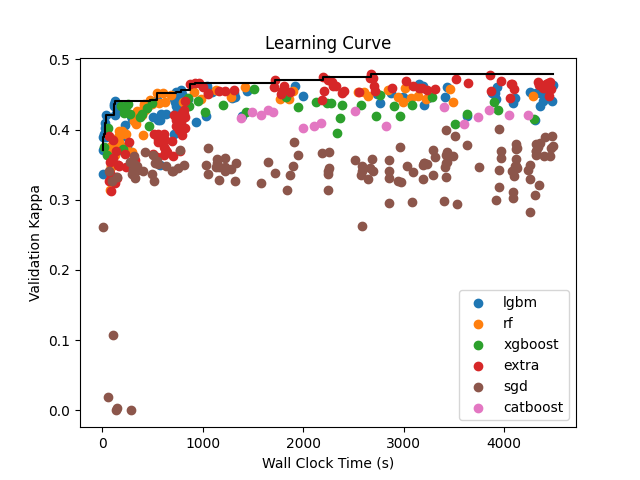 Learning Curve
0.5
0.4
0.3
0.2
0.1
0.0
Validation Kappa
0 1000 2000 3000 4000
Wall Clock Time (s)
lgbm
rf
xgboost
extra
sgd
catboost